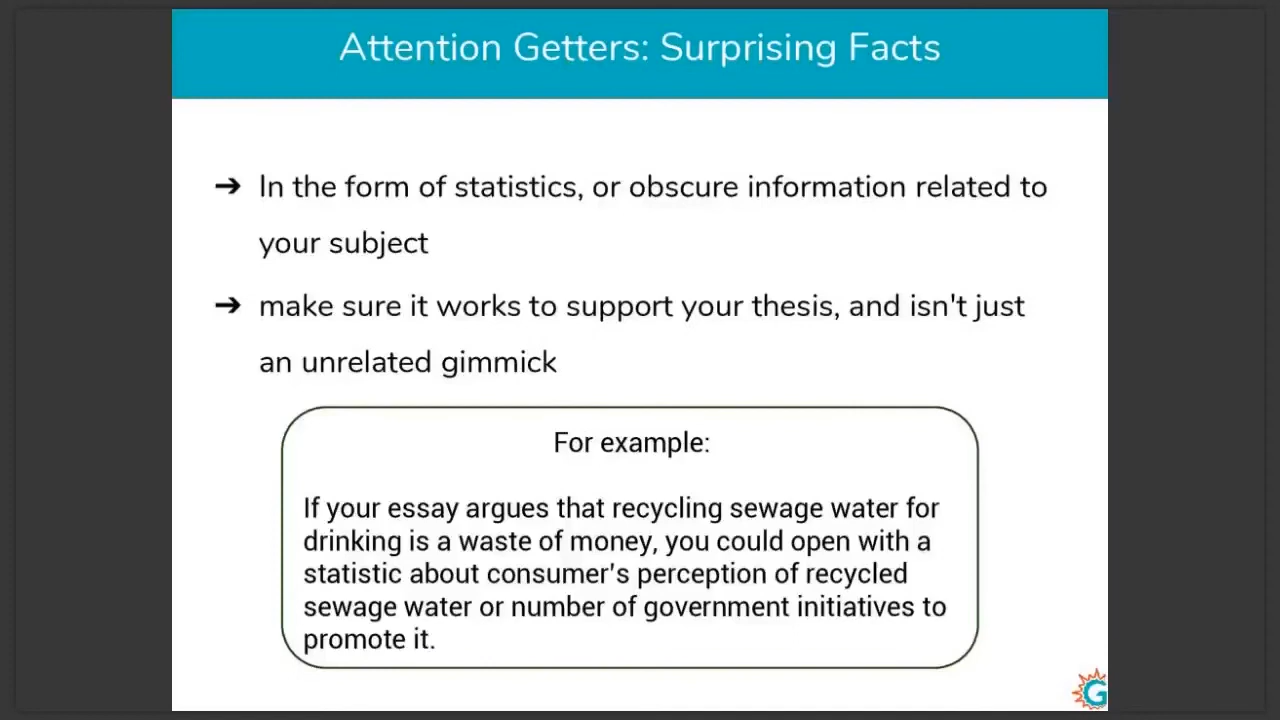 Attention Getters: Surprising Facts
➔ In the form of statistics, or obscure information related to
your subject
➔ make sure it works to support your thesis, and isn't just
an unrelated gimmick
For example:
If your essay argues that recycling sewage water for
drinking is a waste of money, you could open with a
statistic about consumer's perception of recycled
sewage water or number of government initiatives to
promote it.
G